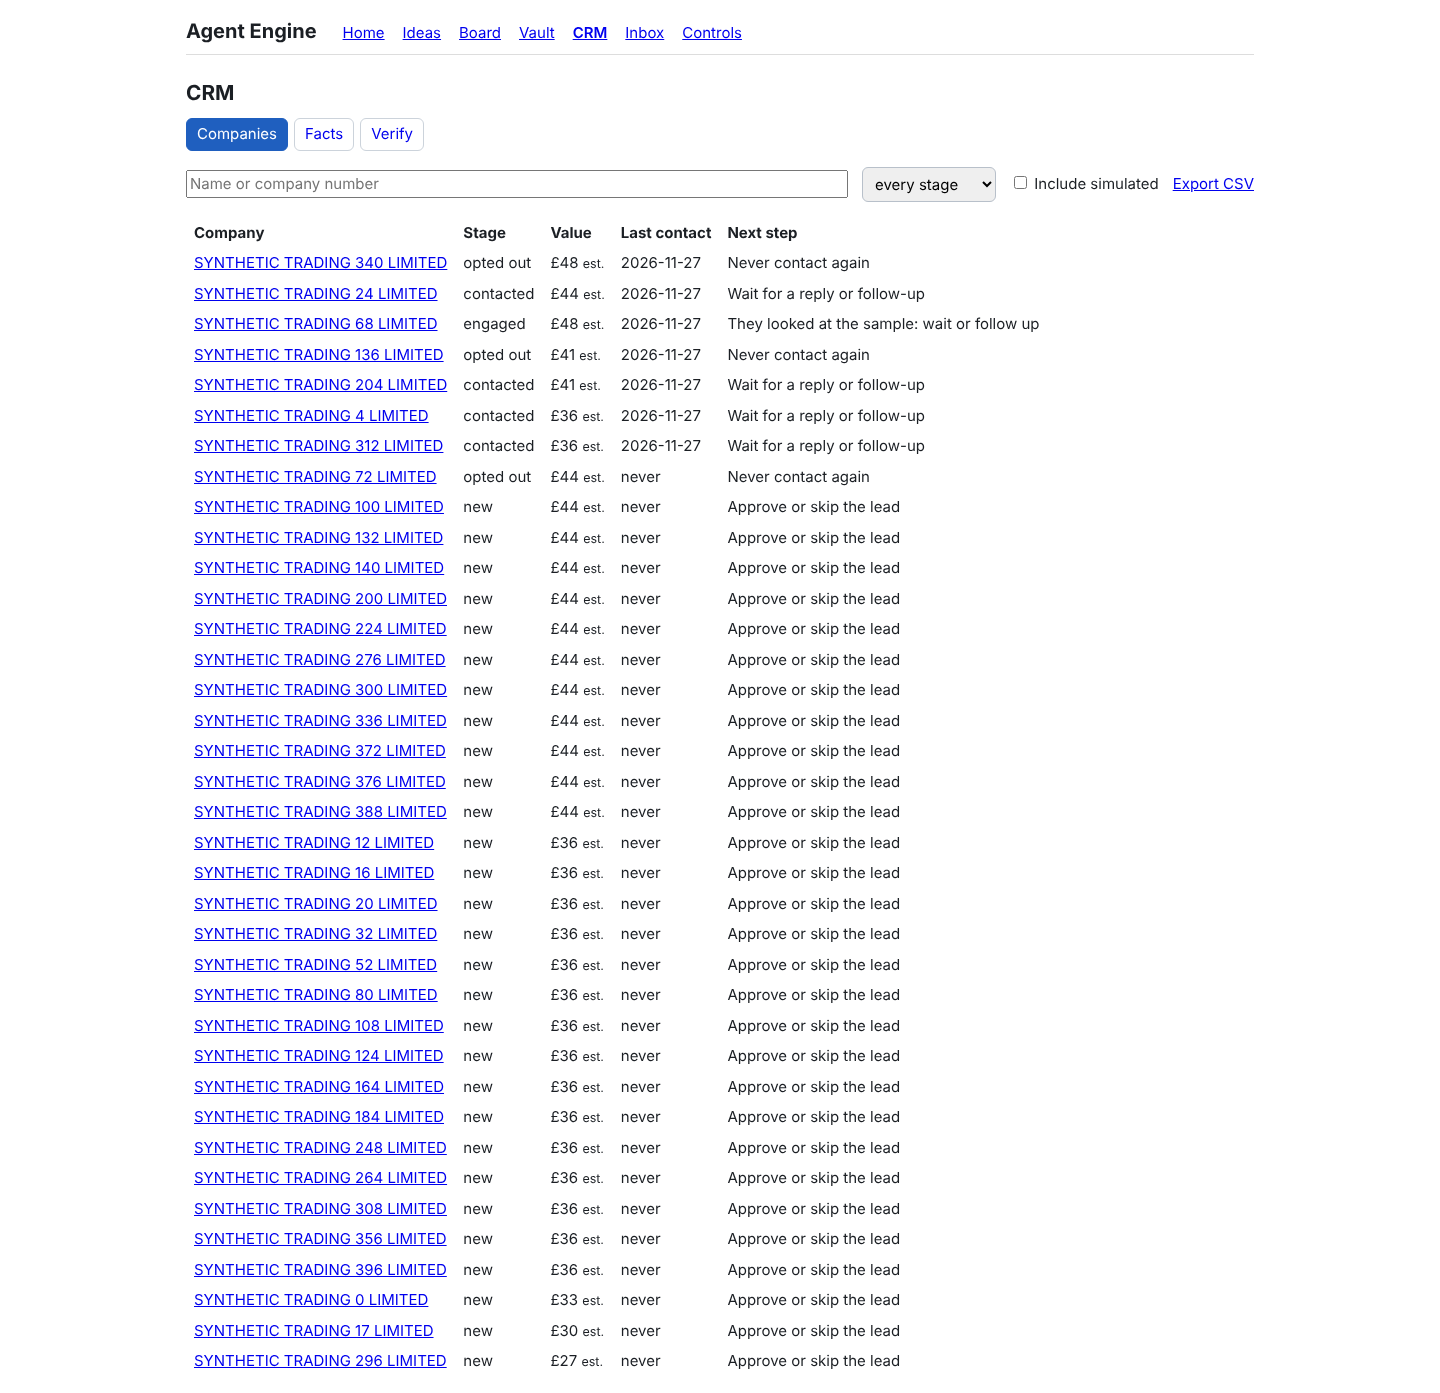 Agent Engine Home Ideas Board Vault CRM Inbox Controls
CRM
Companies Facts Verify
Name or company number every stage Include simulated Export CSV
Company Stage Value Last contact Next step
SYNTHETIC TRADING 340 LIMITED opted out £48 est. 2026-11-27 Never contact again
SYNTHETIC TRADING 24 LIMITED contacted £44 est. 2026-11-27 Wait for a reply or follow-up
SYNTHETIC TRADING 68 LIMITED engaged £48 est. 2026-11-27 They looked at the sample: wait or follow up
SYNTHETIC TRADING 136 LIMITED opted out £41 est. 2026-11-27 Never contact again
SYNTHETIC TRADING 204 LIMITED contacted £41 est. 2026-11-27 Wait for a reply or follow-up
SYNTHETIC TRADING 4 LIMITED contacted £36 est. 2026-11-27 Wait for a reply or follow-up
SYNTHETIC TRADING 312 LIMITED contacted £36 est. 2026-11-27 Wait for a reply or follow-up
SYNTHETIC TRADING 72 LIMITED opted out £44 est. never Never contact again
SYNTHETIC TRADING 100 LIMITED new £44 est. never Approve or skip the lead
SYNTHETIC TRADING 132 LIMITED new £44 est. never Approve or skip the lead
SYNTHETIC TRADING 140 LIMITED new £44 est. never Approve or skip the lead
SYNTHETIC TRADING 200 LIMITED new £44 est. never Approve or skip the lead
SYNTHETIC TRADING 224 LIMITED new £44 est. never Approve or skip the lead
SYNTHETIC TRADING 276 LIMITED new £44 est. never Approve or skip the lead
SYNTHETIC TRADING 300 LIMITED new £44 est. never Approve or skip the lead
SYNTHETIC TRADING 336 LIMITED new £44 est. never Approve or skip the lead
SYNTHETIC TRADING 372 LIMITED new £44 est. never Approve or skip the lead
SYNTHETIC TRADING 376 LIMITED new £44 est. never Approve or skip the lead
SYNTHETIC TRADING 388 LIMITED new £44 est. never Approve or skip the lead
SYNTHETIC TRADING 12 LIMITED new £36 est. never Approve or skip the lead
SYNTHETIC TRADING 16 LIMITED new £36 est. never Approve or skip the lead
SYNTHETIC TRADING 20 LIMITED new £36 est. never Approve or skip the lead
SYNTHETIC TRADING 32 LIMITED new £36 est. never Approve or skip the lead
SYNTHETIC TRADING 52 LIMITED new £36 est. never Approve or skip the lead
SYNTHETIC TRADING 80 LIMITED new £36 est. never Approve or skip the lead
SYNTHETIC TRADING 108 LIMITED new £36 est. never Approve or skip the lead
SYNTHETIC TRADING 124 LIMITED new £36 est. never Approve or skip the lead
SYNTHETIC TRADING 164 LIMITED new £36 est. never Approve or skip the lead
SYNTHETIC TRADING 184 LIMITED new £36 est. never Approve or skip the lead
SYNTHETIC TRADING 248 LIMITED new £36 est. never Approve or skip the lead
SYNTHETIC TRADING 264 LIMITED new £36 est. never Approve or skip the lead
SYNTHETIC TRADING 308 LIMITED new £36 est. never Approve or skip the lead
SYNTHETIC TRADING 356 LIMITED new £36 est. never Approve or skip the lead
SYNTHETIC TRADING 396 LIMITED new £36 est. never Approve or skip the lead
SYNTHETIC TRADING 0 LIMITED new £33 est. never Approve or skip the lead
SYNTHETIC TRADING 17 LIMITED new £30 est. never Approve or skip the lead
SYNTHETIC TRADING 296 LIMITED new £27 est. never Approve or skip the lead